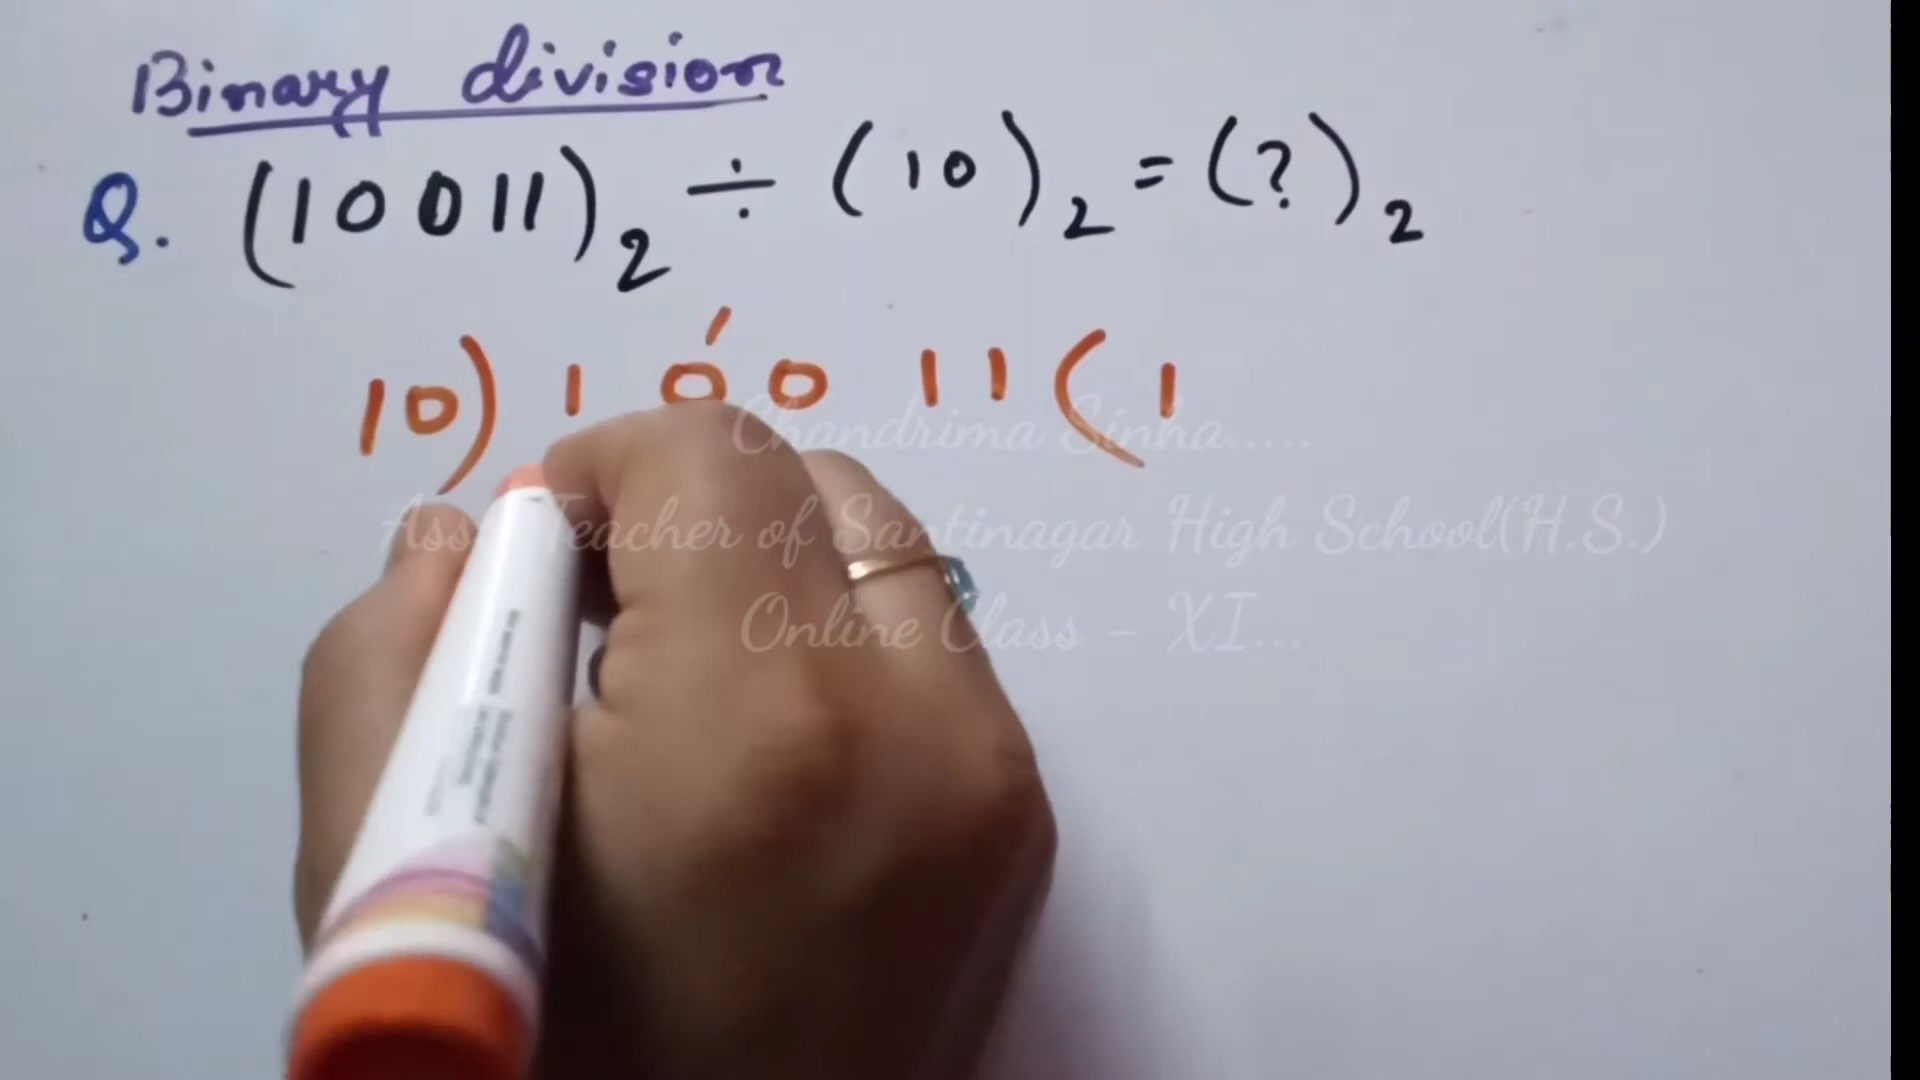 Binary division
Q. (10011)₂ ÷ (10)₂ = (?)₂
10) 1 0 0 1 1 ( 1
Chandrima Sinha.....
Teacher of Santinagar High School(H.S.)
Online Class - XI...